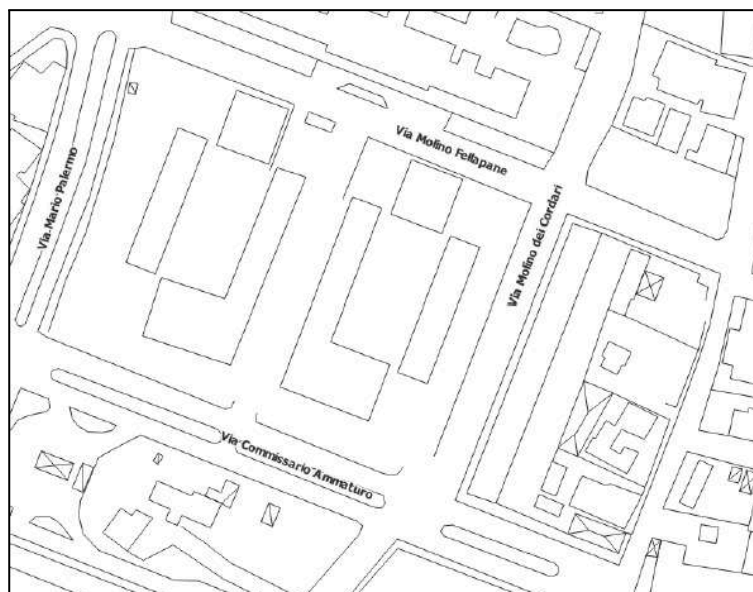 Via Molino Fellapane
Via Mario Palermo
Via Molino dei Cordari
Via Commissario Ammaturo